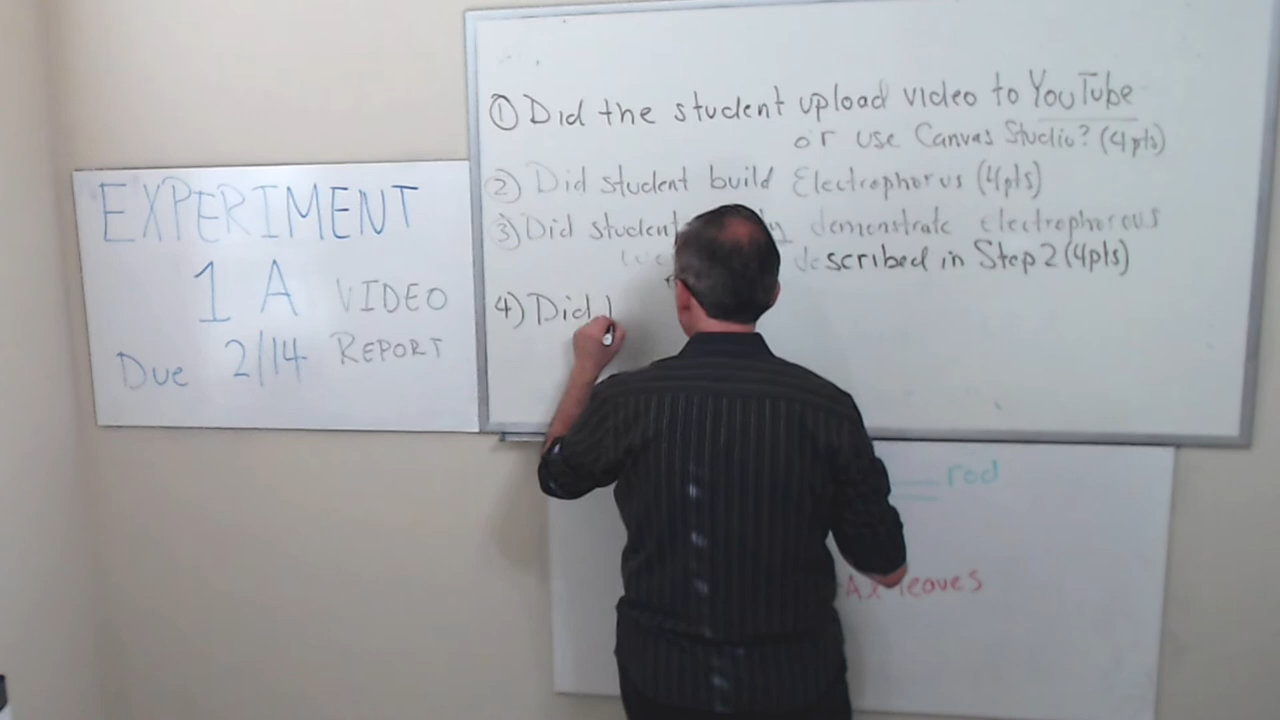 EXPERIMENT
1 A VIDEO
REPORT
Due 2/14
① Did the student upload video to YouTube
or use Canvas Studio? (4pts)
② Did student build Electrophorus (4pts)
③ Did student demonstrate electrophorous
described in Step 2 (4pts)
4) Did
rod
leaves